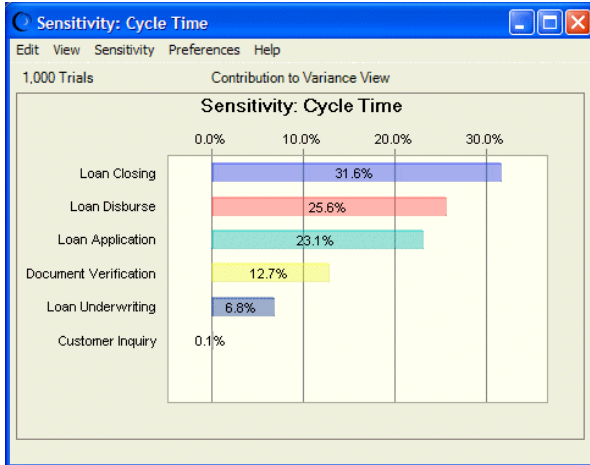 Sensitivity: Cycle Time
Edit View Sensitivity Preferences Help
1,000 Trials Contribution to Variance View
Sensitivity: Cycle Time
0.0% 10.0% 20.0% 30.0%
Loan Closing 31.6%
Loan Disburse 25.6%
Loan Application 23.1%
Document Verification 12.7%
Loan Underwriting 6.8%
Customer Inquiry 0.1%